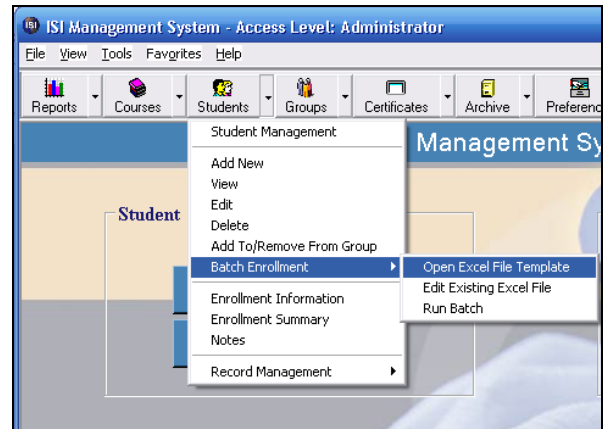 ISI ISI Management System - Access Level: Administrator
File View Tools Favorites Help
Reports Courses Students Groups Certificates Archive Preferenc
Management Sy
Student
Student Management
Add New
View
Edit
Delete
Add To/Remove From Group
Batch Enrollment
Open Excel File Template
Edit Existing Excel File
Run Batch
Enrollment Information
Enrollment Summary
Notes
Record Management